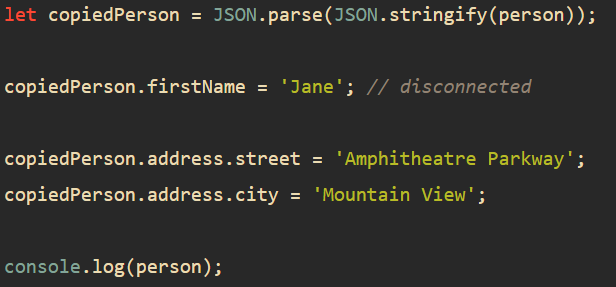 let copiedPerson = JSON.parse(JSON.stringify(person));
copiedPerson.firstName = 'Jane'; // disconnected
copiedPerson.address.street = 'Amphitheatre Parkway';
copiedPerson.address.city = 'Mountain View';
console.log(person);